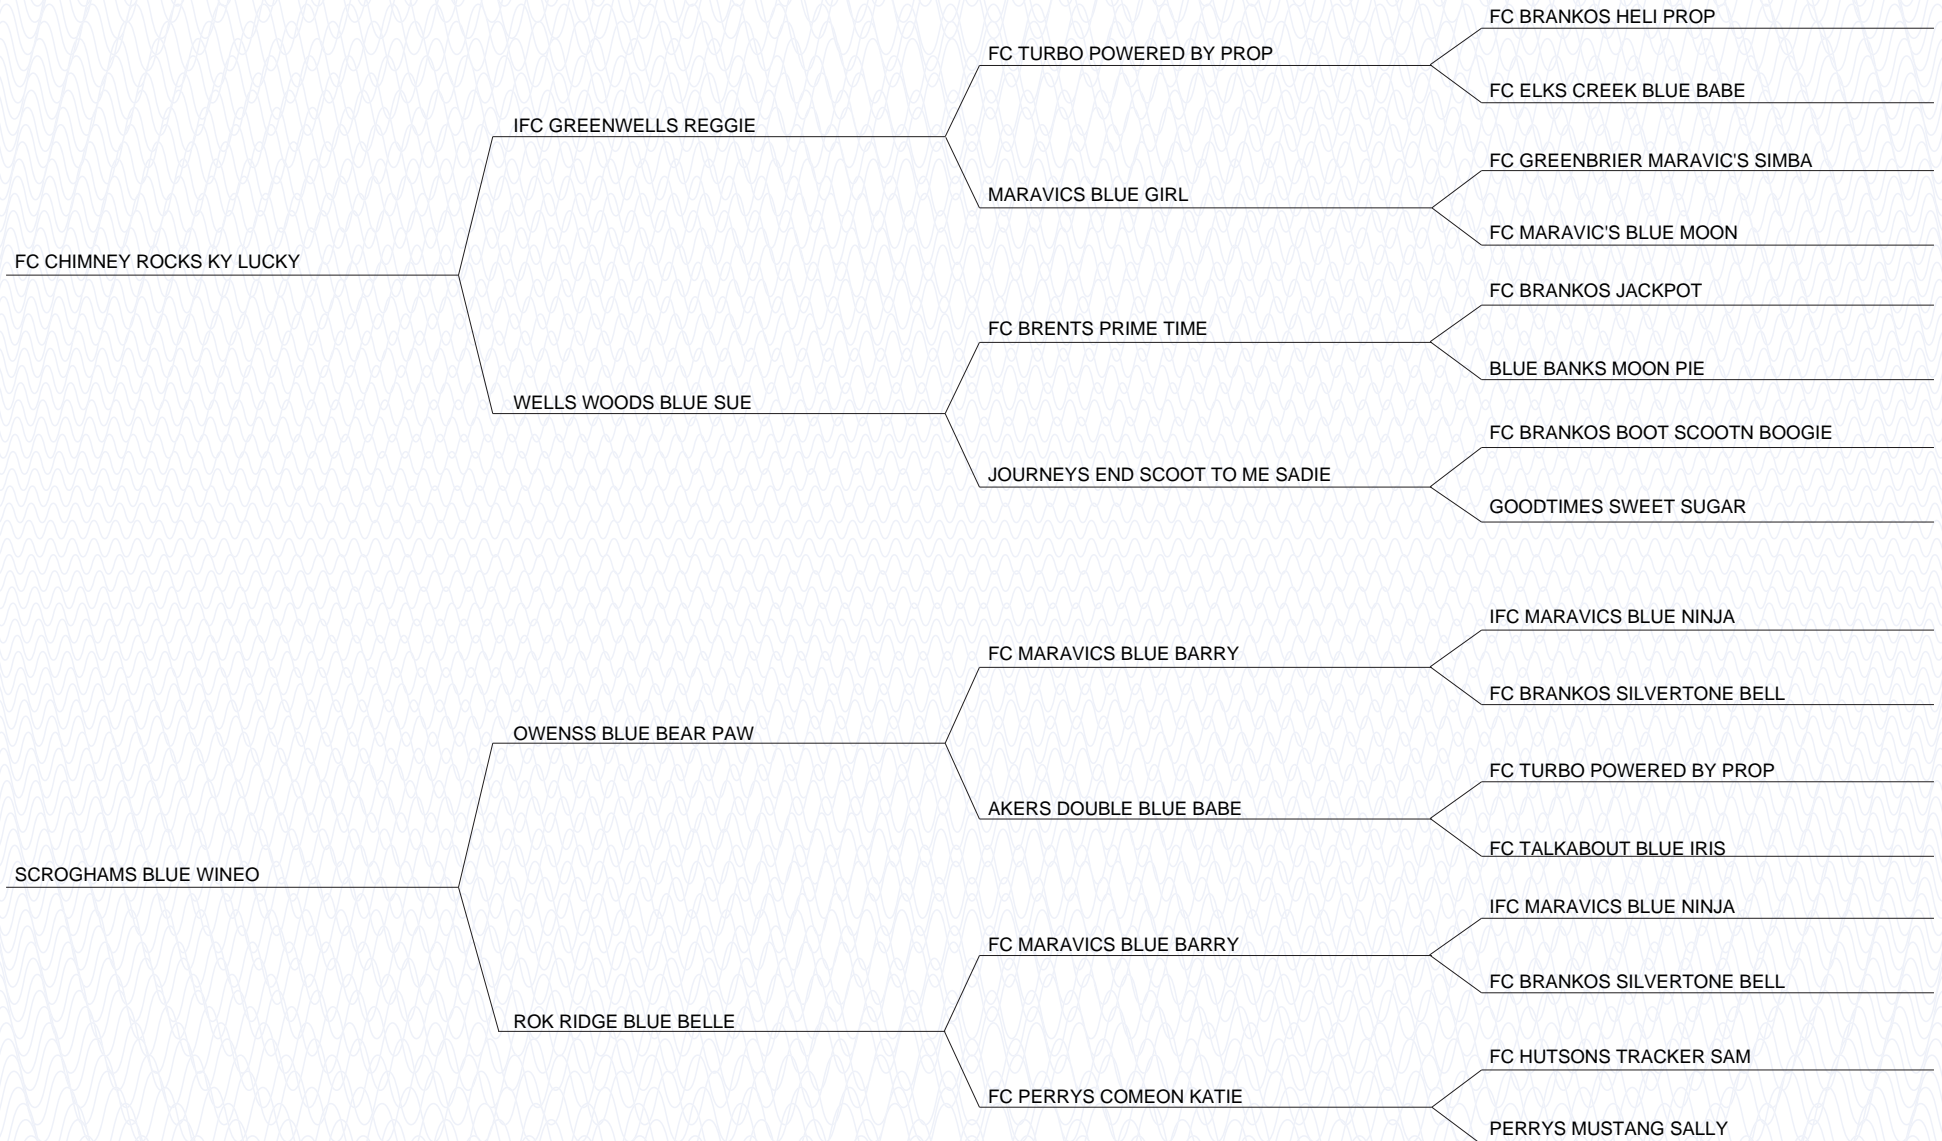 FC BRANKOS HELI PROP
FC TURBO POWERED BY PROP
FC ELKS CREEK BLUE BABE
IFC GREENWELLS REGGIE
FC GREENBRIER MARAVIC'S SIMBA
MARAVICS BLUE GIRL
FC MARAVIC'S BLUE MOON
FC CHIMNEY ROCKS KY LUCKY
FC BRANKOS JACKPOT
FC BRENTS PRIME TIME
BLUE BANKS MOON PIE
WELLS WOODS BLUE SUE
FC BRANKOS BOOT SCOOTN BOOGIE
JOURNEYS END SCOOT TO ME SADIE
GOODTIMES SWEET SUGAR
IFC MARAVICS BLUE NINJA
FC MARAVICS BLUE BARRY
FC BRANKOS SILVERTONE BELL
OWENSS BLUE BEAR PAW
FC TURBO POWERED BY PROP
AKERS DOUBLE BLUE BABE
FC TALKABOUT BLUE IRIS
SCROGHAMS BLUE WINEO
IFC MARAVICS BLUE NINJA
FC MARAVICS BLUE BARRY
FC BRANKOS SILVERTONE BELL
ROK RIDGE BLUE BELLE
FC HUTSONS TRACKER SAM
FC PERRYS COMEON KATIE
PERRYS MUSTANG SALLY